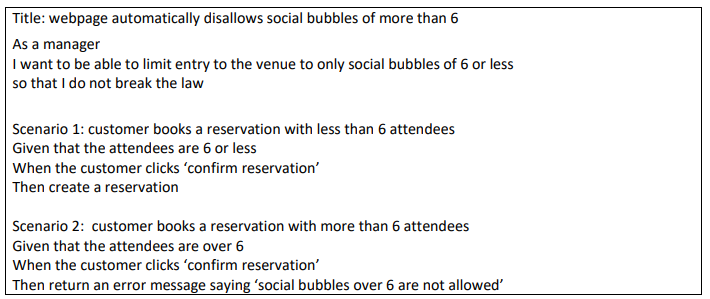 Title: webpage automatically disallows social bubbles of more than 6
As a manager
I want to be able to limit entry to the venue to only social bubbles of 6 or less
so that I do not break the law
Scenario 1: customer books a reservation with less than 6 attendees
Given that the attendees are 6 or less
When the customer clicks ‘confirm reservation’
Then create a reservation
Scenario 2:  customer books a reservation with more than 6 attendees
Given that the attendees are over 6
When the customer clicks ‘confirm reservation’
Then return an error message saying ‘social bubbles over 6 are not allowed’